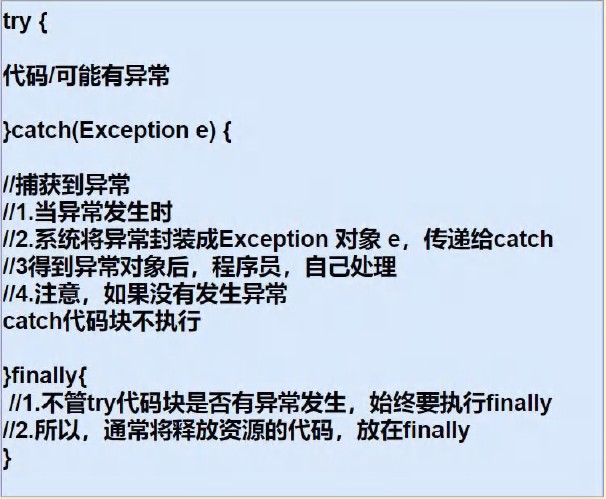 try {
代码/可能有异常
}catch(Exception e) {
//捕获到异常
//1.当异常发生时
//2.系统将异常封装成Exception 对象 e，传递给catch
//3得到异常对象后，程序员，自己处理
//4.注意，如果没有发生异常
catch代码块不执行
}finally{
//1.不管try代码块是否有异常发生，始终要执行finally
//2.所以，通常将释放资源的代码，放在finally
}